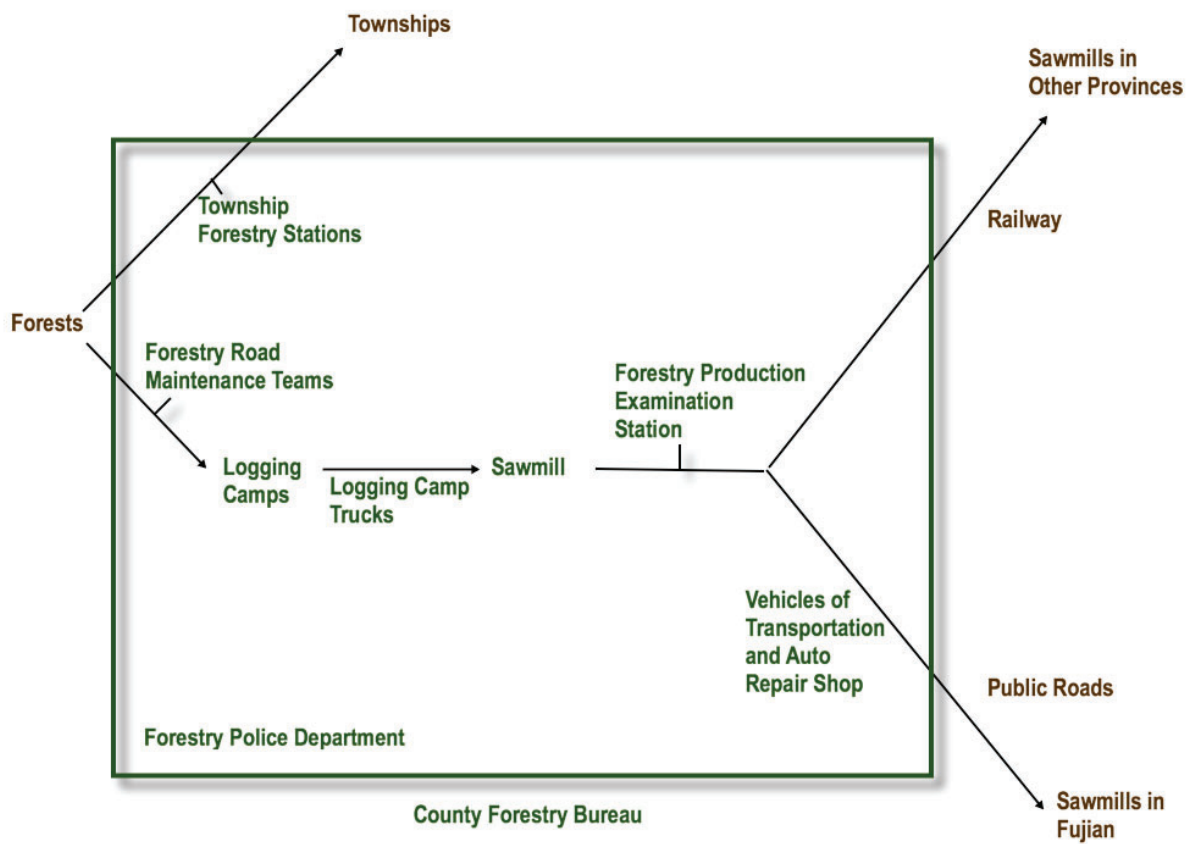 Townships
Sawmills in
Other Provinces
Township
Forestry Stations
Railway
Forests
Forestry Road
Maintenance Teams
Forestry Production
Examination
Station
Logging
Camps
Logging Camp
Trucks
Sawmill
Vehicles of
Transportation
and Auto
Repair Shop
Public Roads
Forestry Police Department
County Forestry Bureau
Sawmills in
Fujian